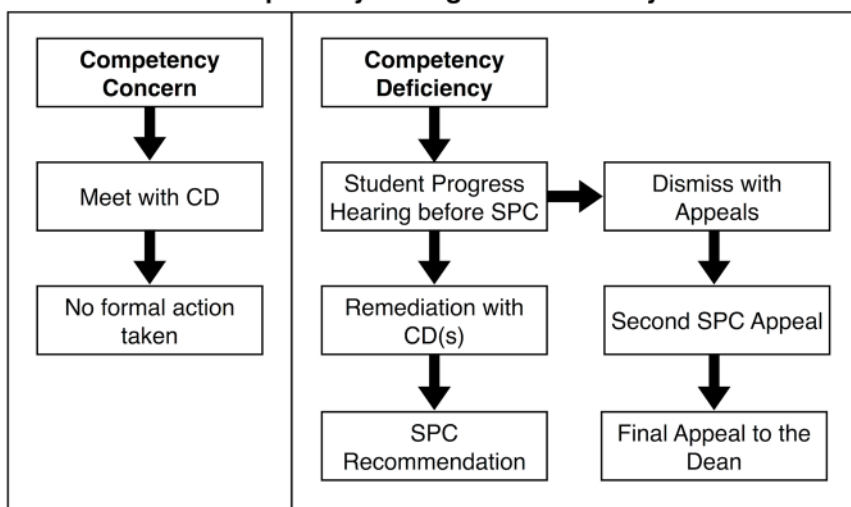 Competency
Concern
Meet with CD
No formal action
taken
Competency
Deficiency
Student Progress
Hearing before SPC
Remediation with
CD(s)
SPC
Recommendation
Dismiss with
Appeals
Second SPC Appeal
Final Appeal to the
Dean